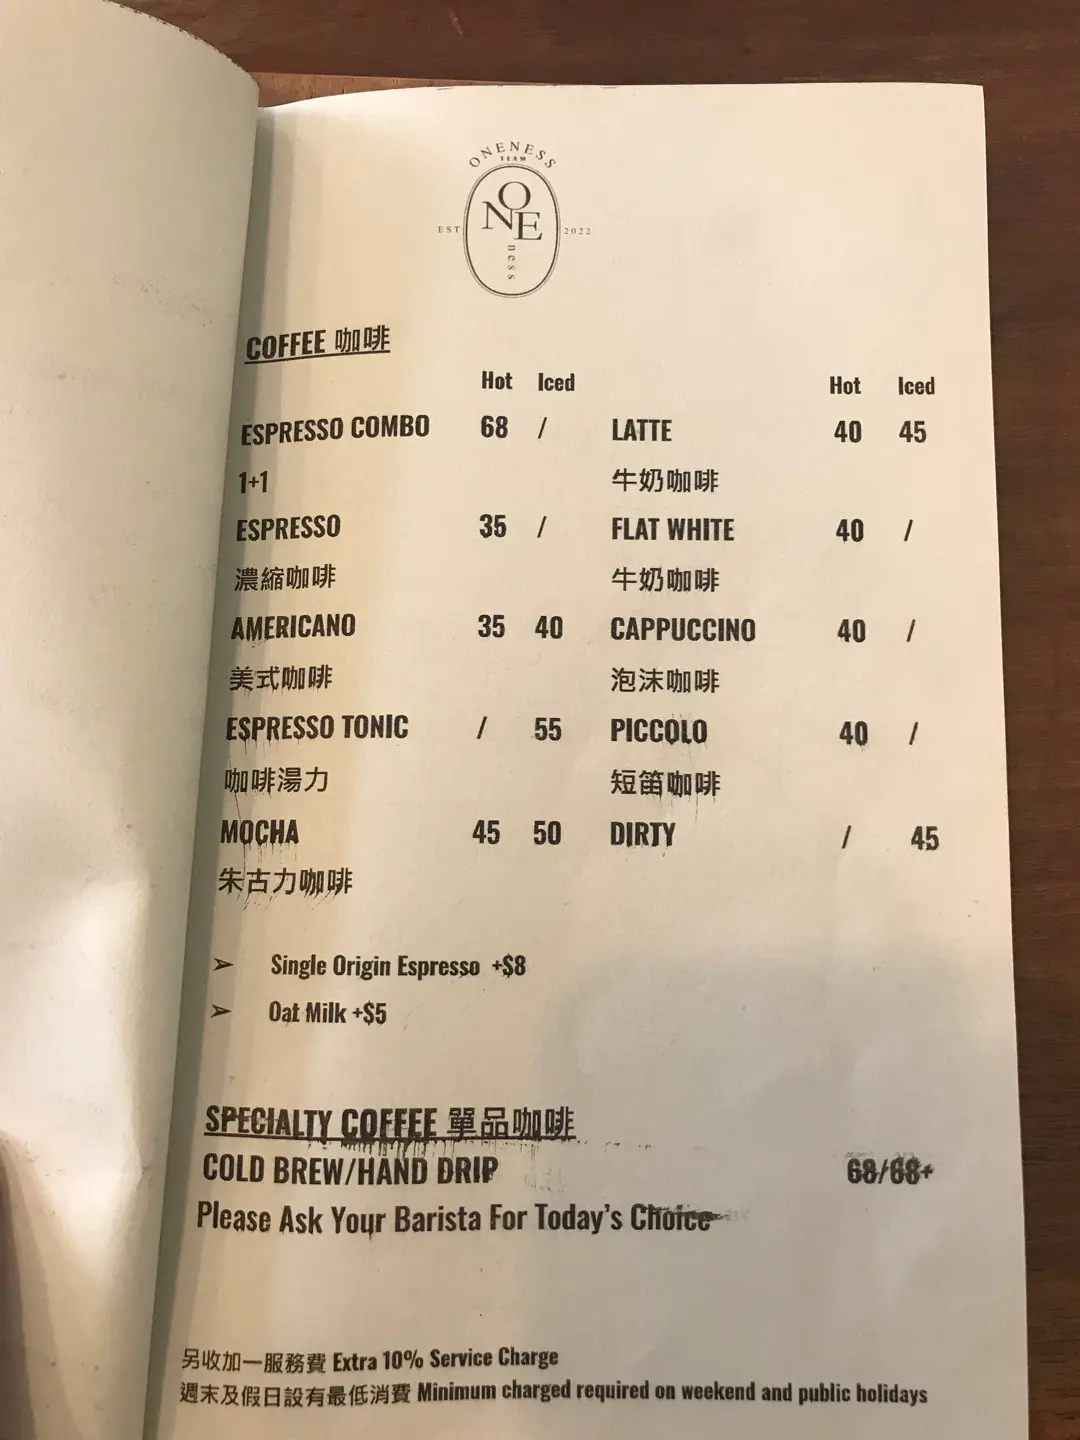 ONENESS
TEAM
ONE
ness
EST 2022
COFFEE 咖啡
Hot Iced Hot Iced
ESPRESSO COMBO 68 / LATTE 40 45
1+1 牛奶咖啡
ESPRESSO 35 / FLAT WHITE 40 /
濃縮咖啡 牛奶咖啡
AMERICANO 35 40 CAPPUCCINO 40 /
美式咖啡 泡沫咖啡
ESPRESSO TONIC / 55 PICCOLO 40 /
咖啡湯力 短笛咖啡
MOCHA 45 50 DIRTY / 45
朱古力咖啡
➢ Single Origin Espresso +$8
➢ Oat Milk +$5
SPECIALTY COFFEE 單品咖啡
COLD BREW/HAND DRIP 68/68+
Please Ask Your Barista For Today's Choice
另收加一服務費 Extra 10% Service Charge
週末及假日設有最低消費 Minimum charged required on weekend and public holidays